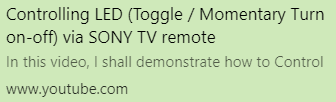 Controlling LED (Toggle / Momentary Turn
on-off) via SONY TV remote
In this video, I shall demonstrate how to Control
www.youtube.com